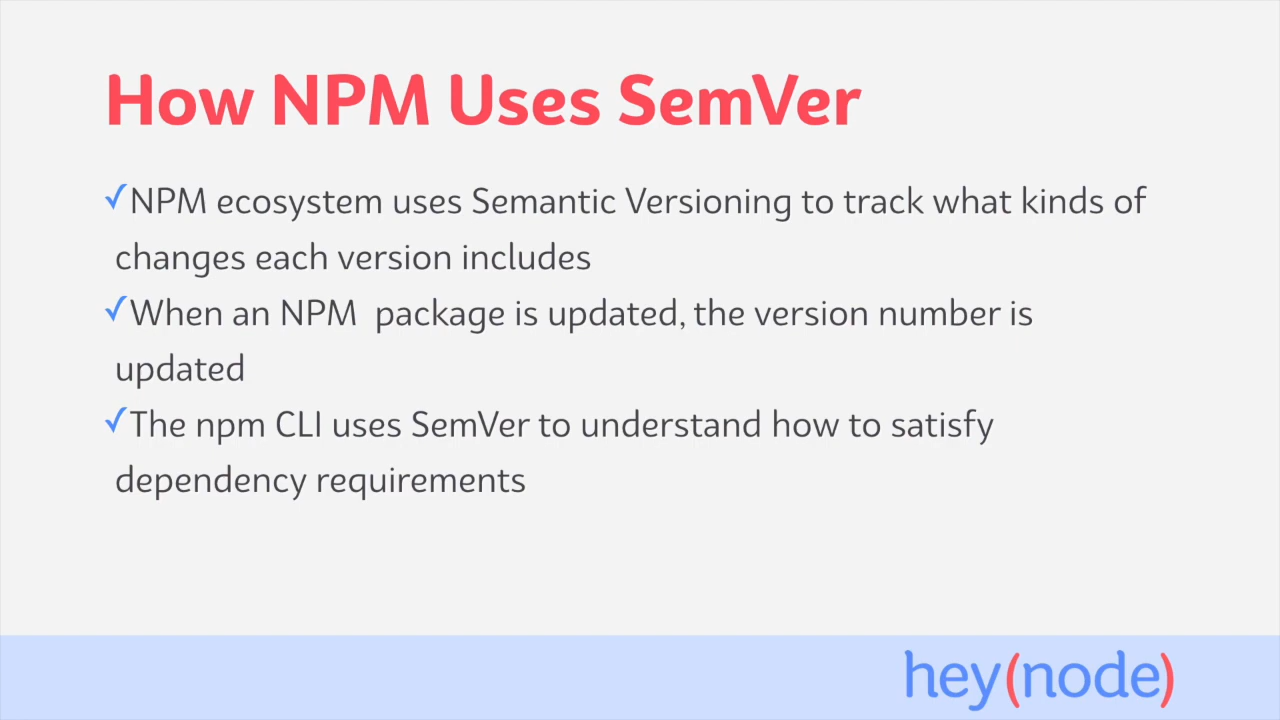 How NPM Uses SemVer
✓NPM ecosystem uses Semantic Versioning to track what kinds of
changes each version includes
✓When an NPM  package is updated, the version number is
updated
✓The npm CLI uses SemVer to understand how to satisfy
dependency requirements
hey(node)